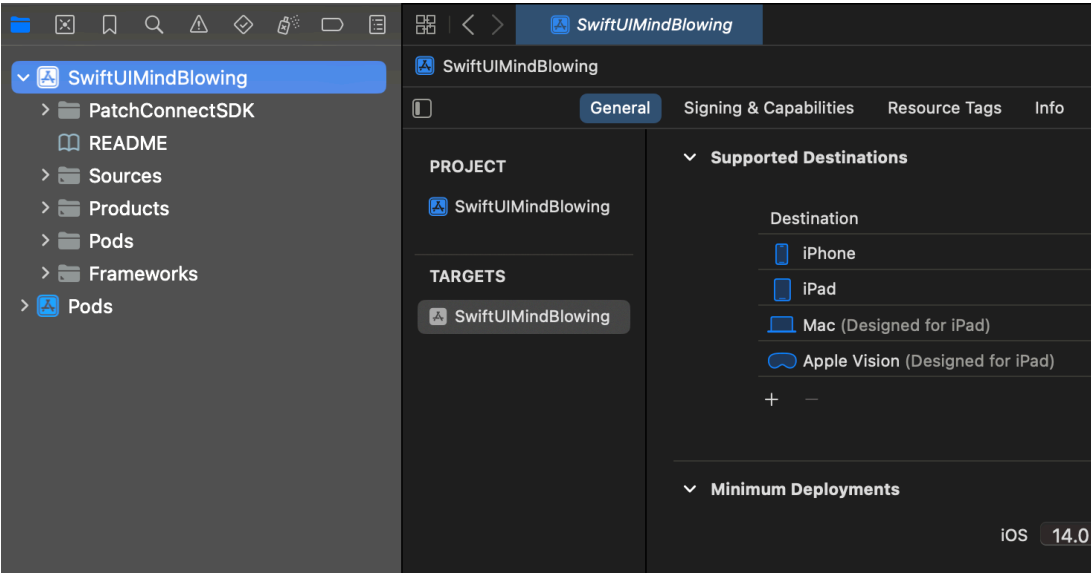 SwiftUIMindBlowing
PatchConnectSDK
README
Sources
Products
Pods
Frameworks
Pods
SwiftUIMindBlowing
SwiftUIMindBlowing
General Signing & Capabilities Resource Tags Info
PROJECT
SwiftUIMindBlowing
TARGETS
SwiftUIMindBlowing
Supported Destinations
Destination
iPhone
iPad
Mac (Designed for iPad)
Apple Vision (Designed for iPad)
Minimum Deployments
iOS 14.0